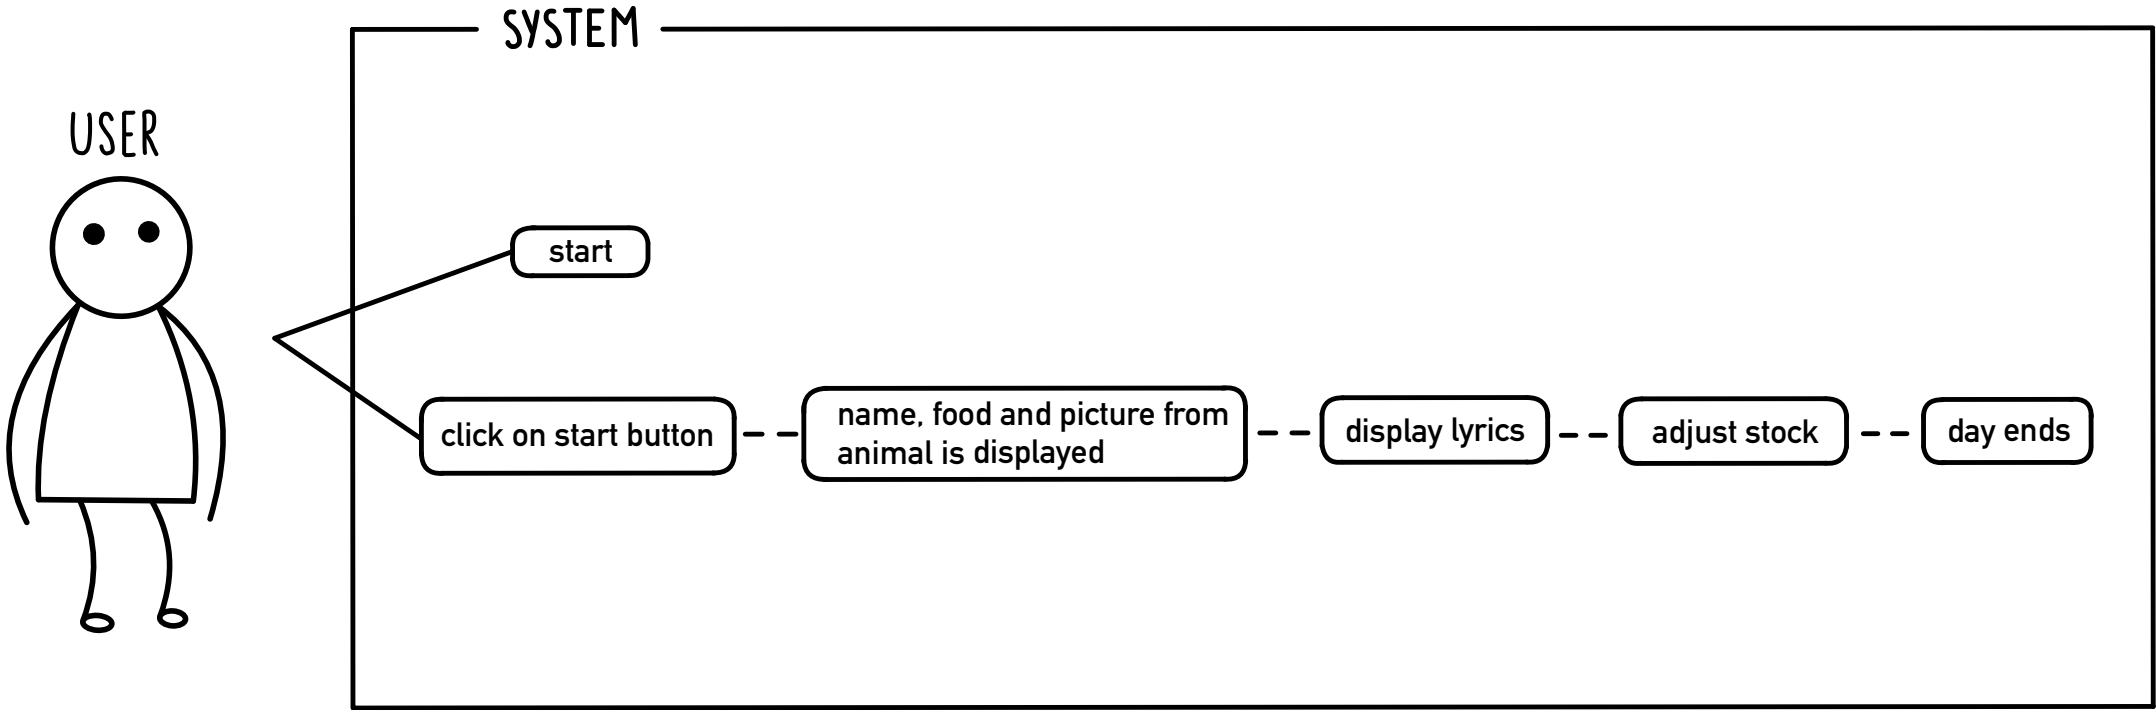 SYSTEM
USER
start
click on start button
name, food and picture from
animal is displayed
display lyrics
adjust stock
day ends